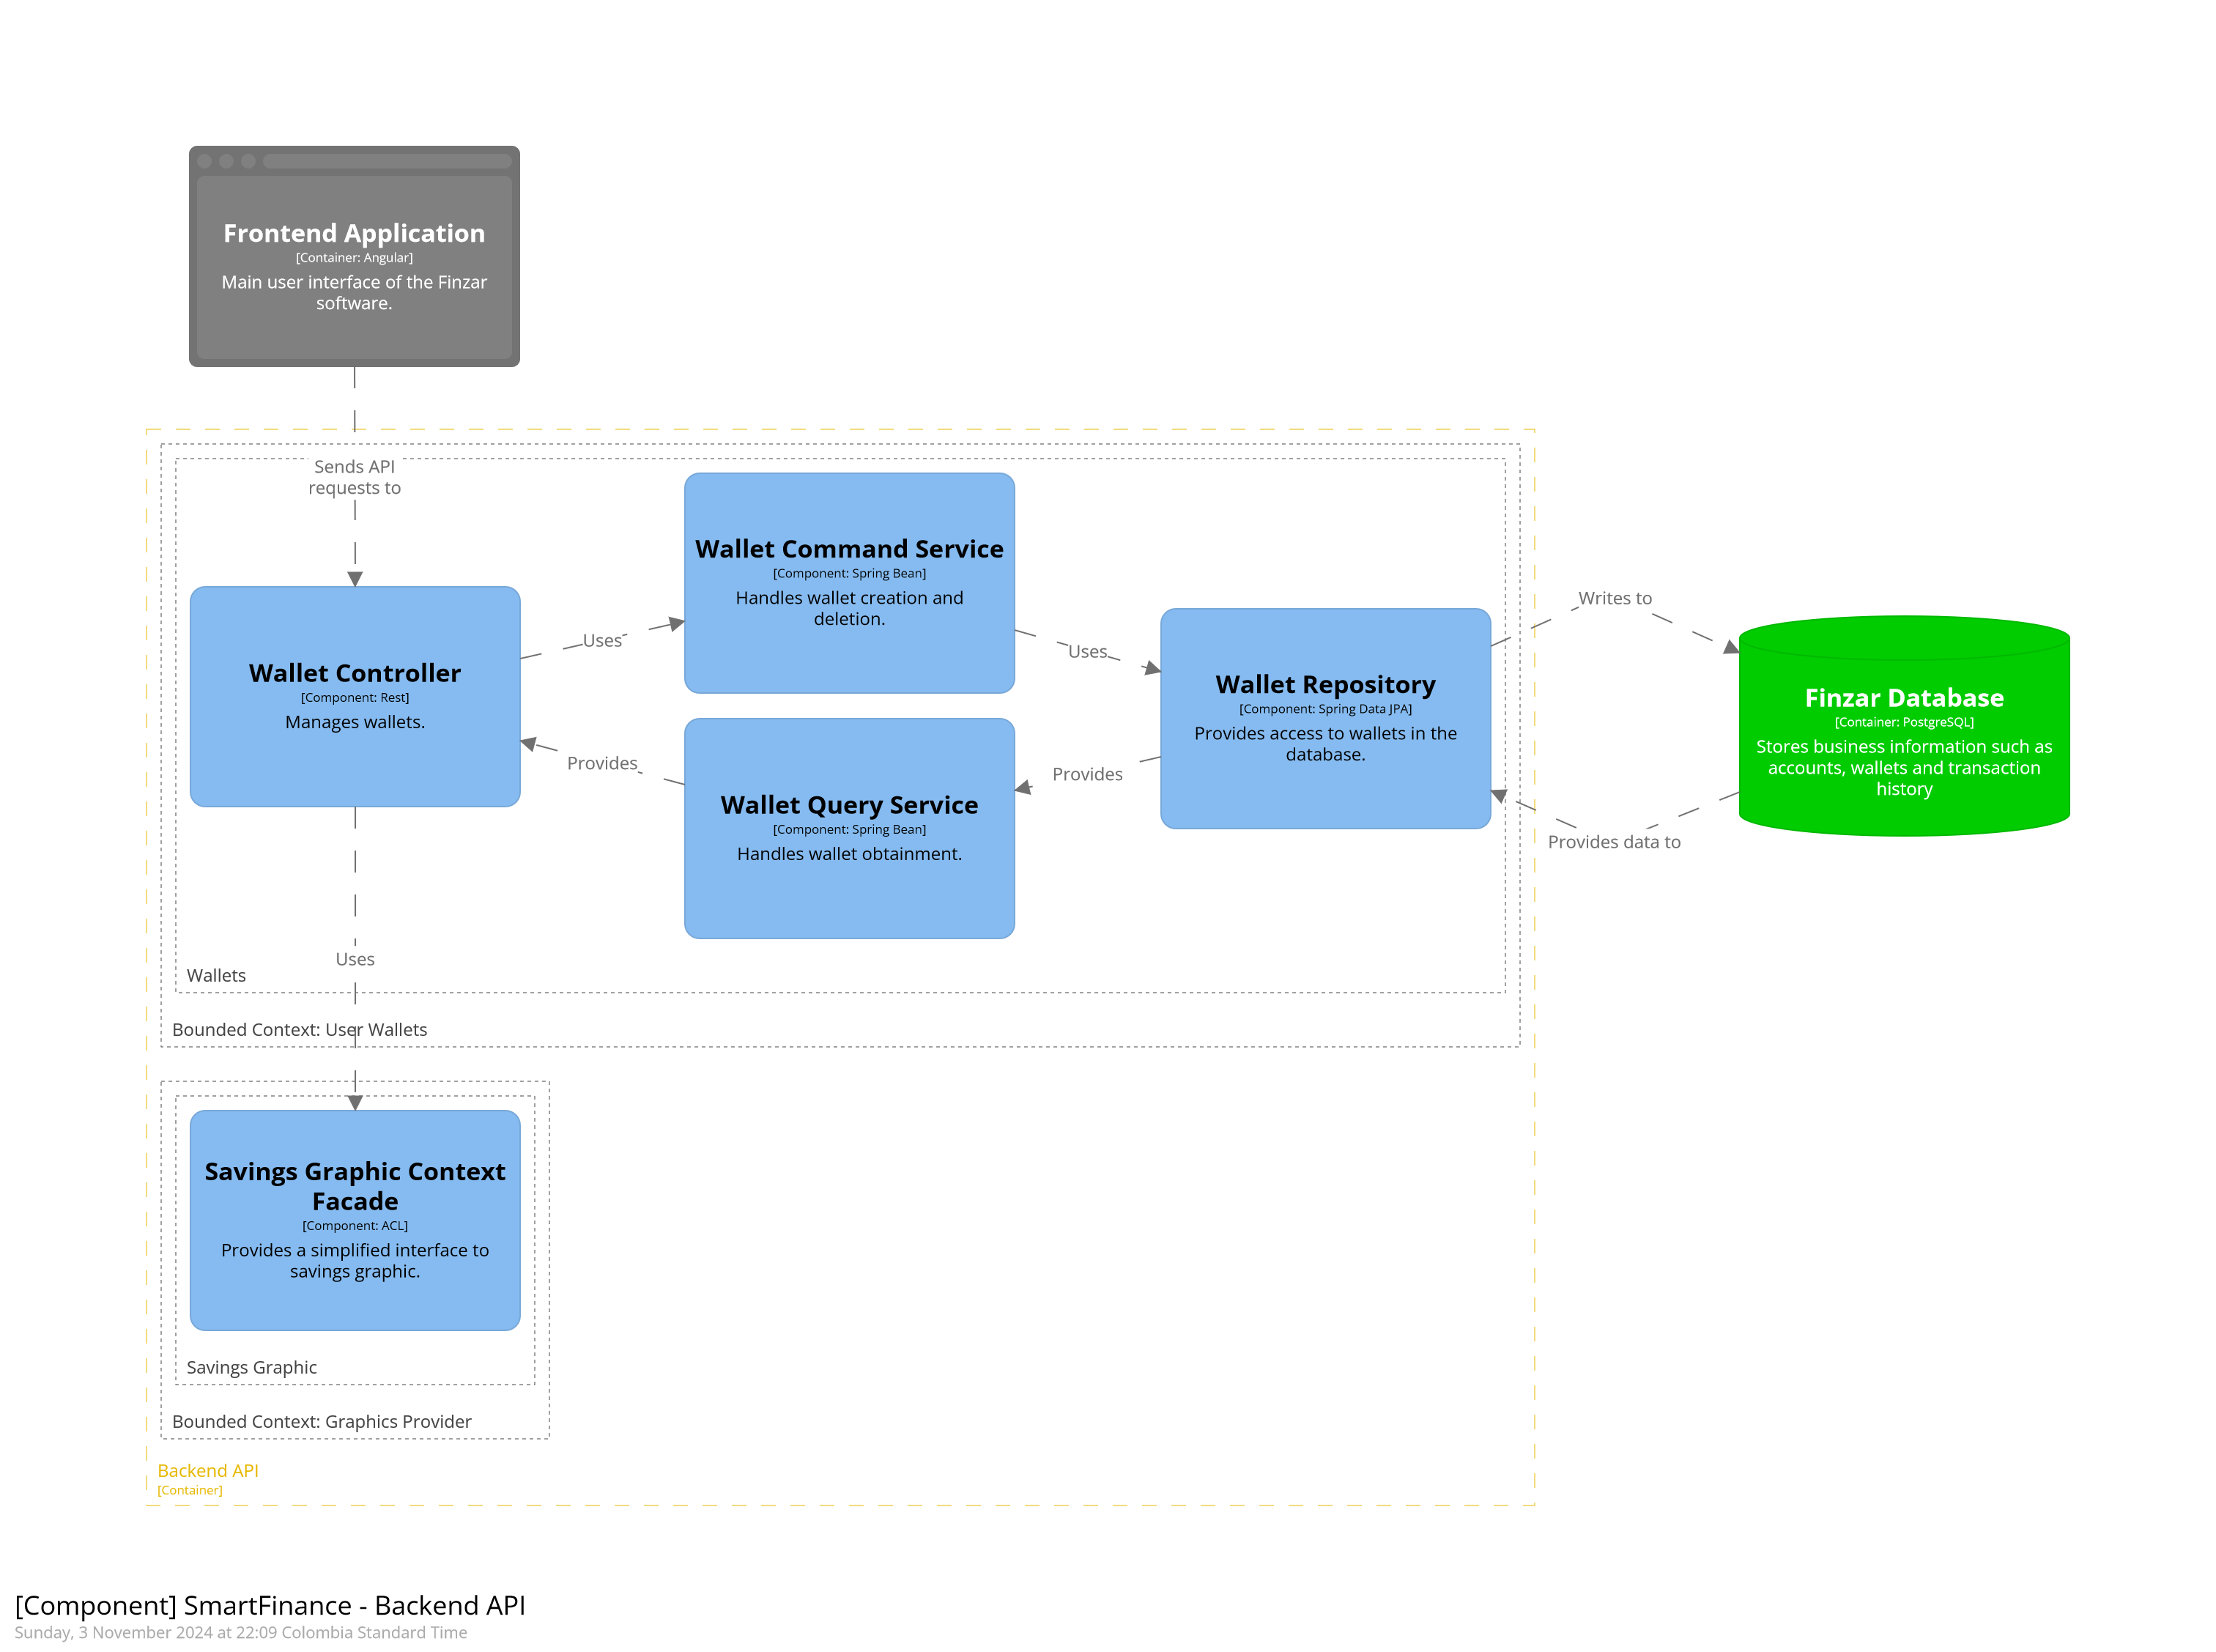 Frontend Application
[Container: Angular]
Main user interface of the Finzar
software.
Sends API
requests to
Wallet Controller
[Component: Rest]
Manages wallets.
Uses
Provides
Wallet Command Service
[Component: Spring Bean]
Handles wallet creation and
deletion.
Wallet Query Service
[Component: Spring Bean]
Handles wallet obtainment.
Uses
Provides
Wallet Repository
[Component: Spring Data JPA]
Provides access to wallets in the
database.
Writes to
Provides data to
Finzar Database
[Container: PostgreSQL]
Stores business information such as
accounts, wallets and transaction
history
Uses
Wallets
Bounded Context: User Wallets
Savings Graphic Context
Facade
[Component: ACL]
Provides a simplified interface to
savings graphic.
Savings Graphic
Bounded Context: Graphics Provider
Backend API
[Container]
[Component] SmartFinance - Backend API
Sunday, 3 November 2024 at 22:09 Colombia Standard Time